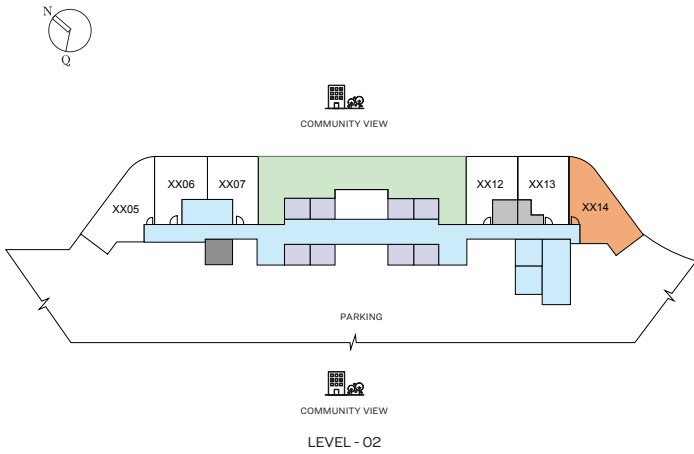 N
Q
COMMUNITY VIEW
XX06
XX07
XX12
XX13
XX05
XX14
PARKING
COMMUNITY VIEW
LEVEL - 02